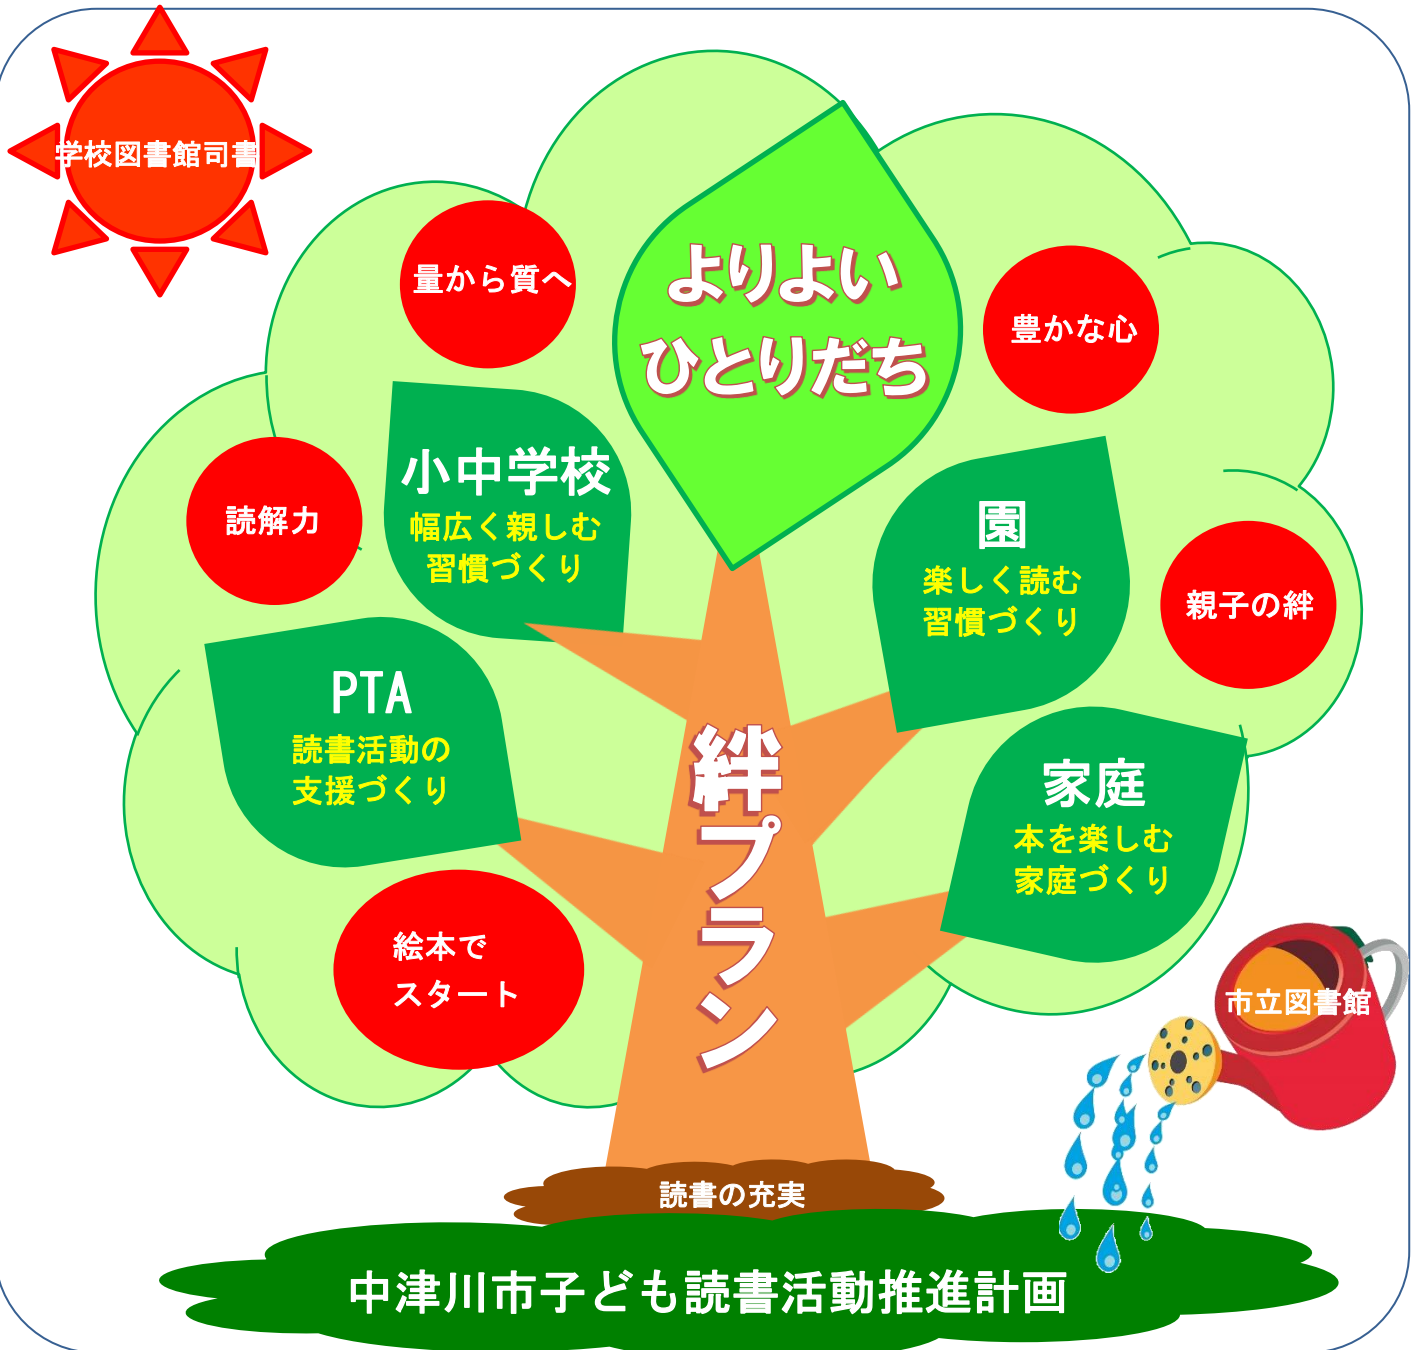 学校図書館司書
量から質へ
よりよい
ひとりだち
豊かな心
小中学校
幅広く親しむ
習慣づくり
読解力
園
楽しく読む
習慣づくり
親子の絆
PTA
読書活動の
支援づくり
絆プラン
家庭
本を楽しむ
家庭づくり
絵本で
スタート
市立図書館
読書の充実
中津川市子ども読書活動推進計画